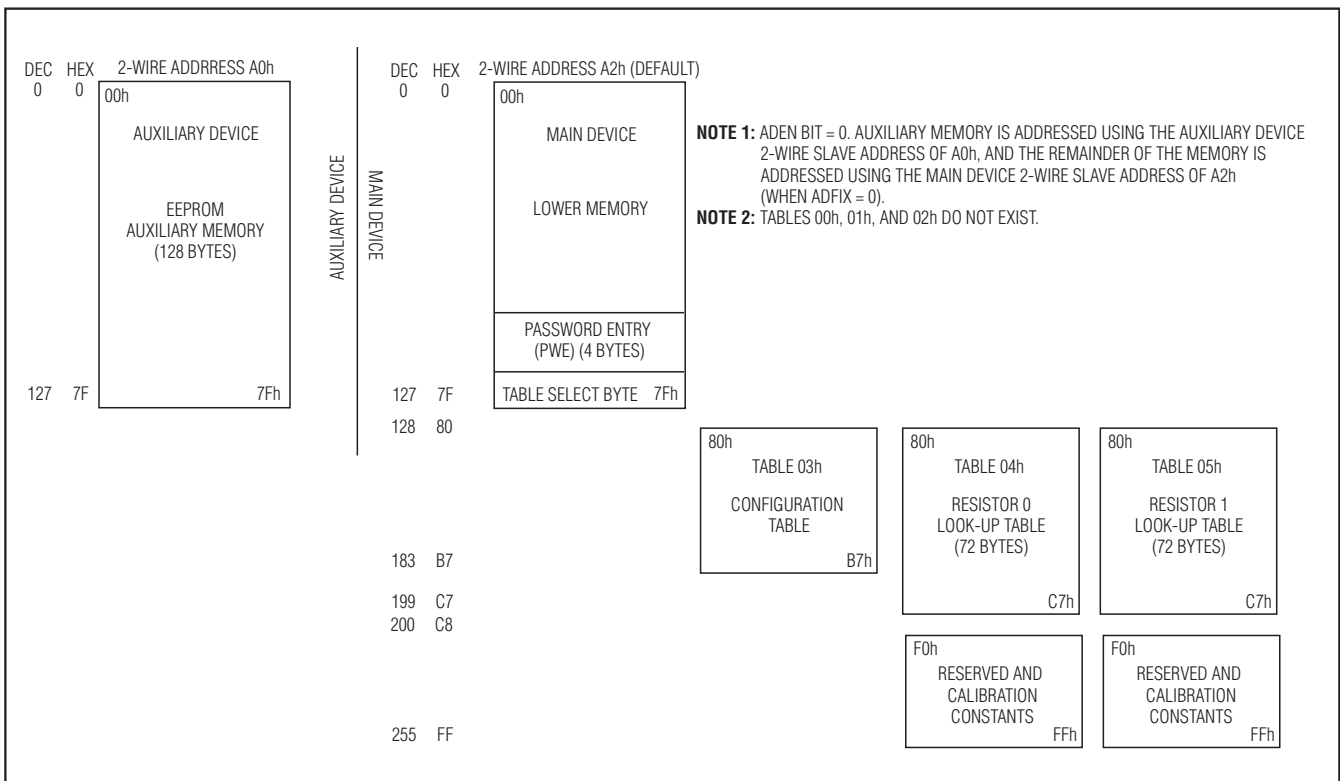 DEC HEX 2-WIRE ADDRRESS A0h
0 0
00h
AUXILIARY DEVICE
EEPROM
AUXILIARY MEMORY
(128 BYTES)
127 7F
7Fh
AUXILIARY DEVICE
MAIN DEVICE
DEC HEX 2-WIRE ADDRESS A2h (DEFAULT)
0 0
00h
MAIN DEVICE
LOWER MEMORY
PASSWORD ENTRY
(PWE) (4 BYTES)
127 7F
TABLE SELECT BYTE 7Fh
128 80
183 B7
199 C7
200 C8
255 FF
NOTE 1: ADEN BIT = 0. AUXILIARY MEMORY IS ADDRESSED USING THE AUXILIARY DEVICE
2-WIRE SLAVE ADDRESS OF A0h, AND THE REMAINDER OF THE MEMORY IS
ADDRESSED USING THE MAIN DEVICE 2-WIRE SLAVE ADDRESS OF A2h
(WHEN ADFIX = 0).
NOTE 2: TABLES 00h, 01h, AND 02h DO NOT EXIST.
80h
TABLE 03h
CONFIGURATION
TABLE
B7h
80h
TABLE 04h
RESISTOR 0
LOOK-UP TABLE
(72 BYTES)
C7h
80h
TABLE 05h
RESISTOR 1
LOOK-UP TABLE
(72 BYTES)
C7h
F0h
RESERVED AND
CALIBRATION
CONSTANTS
FFh
F0h
RESERVED AND
CALIBRATION
CONSTANTS
FFh